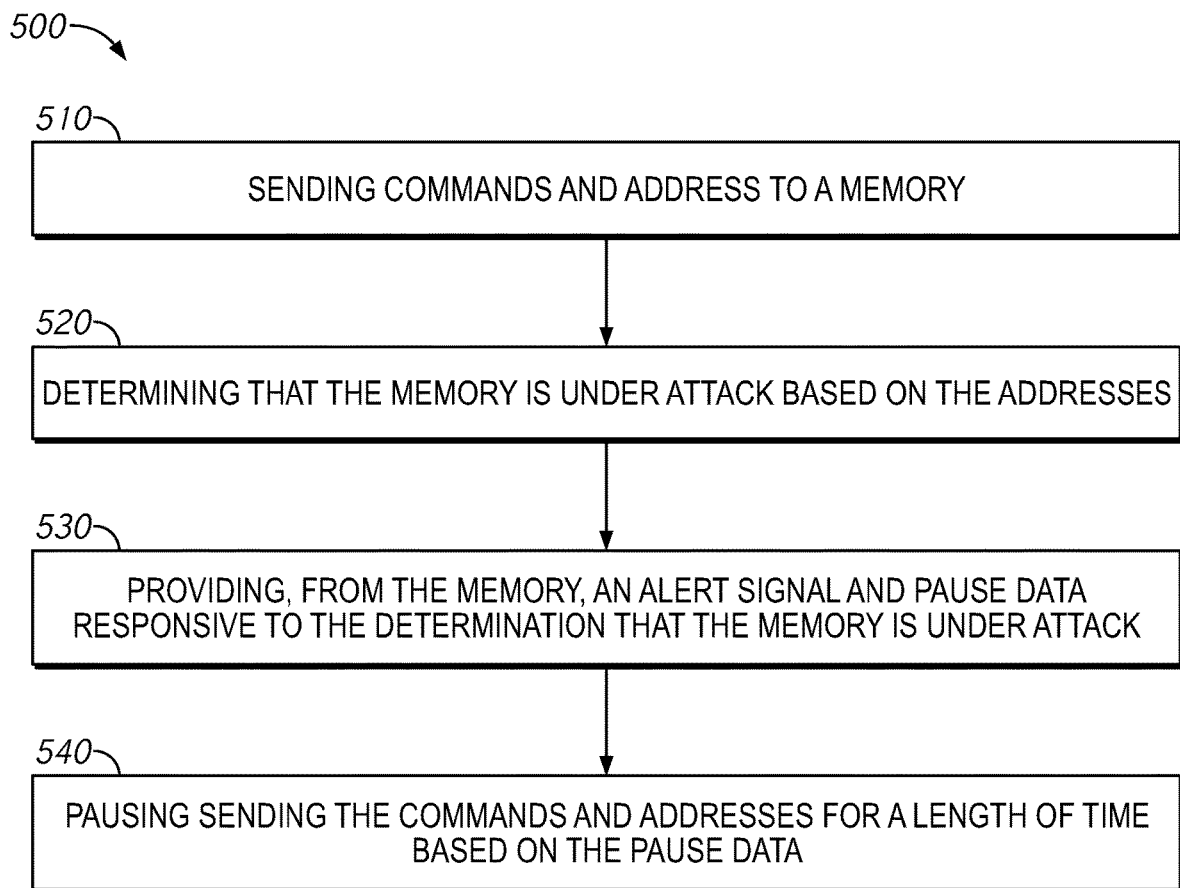 500
510
SENDING COMMANDS AND ADDRESS TO A MEMORY
520
DETERMINING THAT THE MEMORY IS UNDER ATTACK BASED ON THE ADDRESSES
530
PROVIDING, FROM THE MEMORY, AN ALERT SIGNAL AND PAUSE DATA
RESPONSIVE TO THE DETERMINATION THAT THE MEMORY IS UNDER ATTACK
540
PAUSING SENDING THE COMMANDS AND ADDRESSES FOR A LENGTH OF TIME
BASED ON THE PAUSE DATA